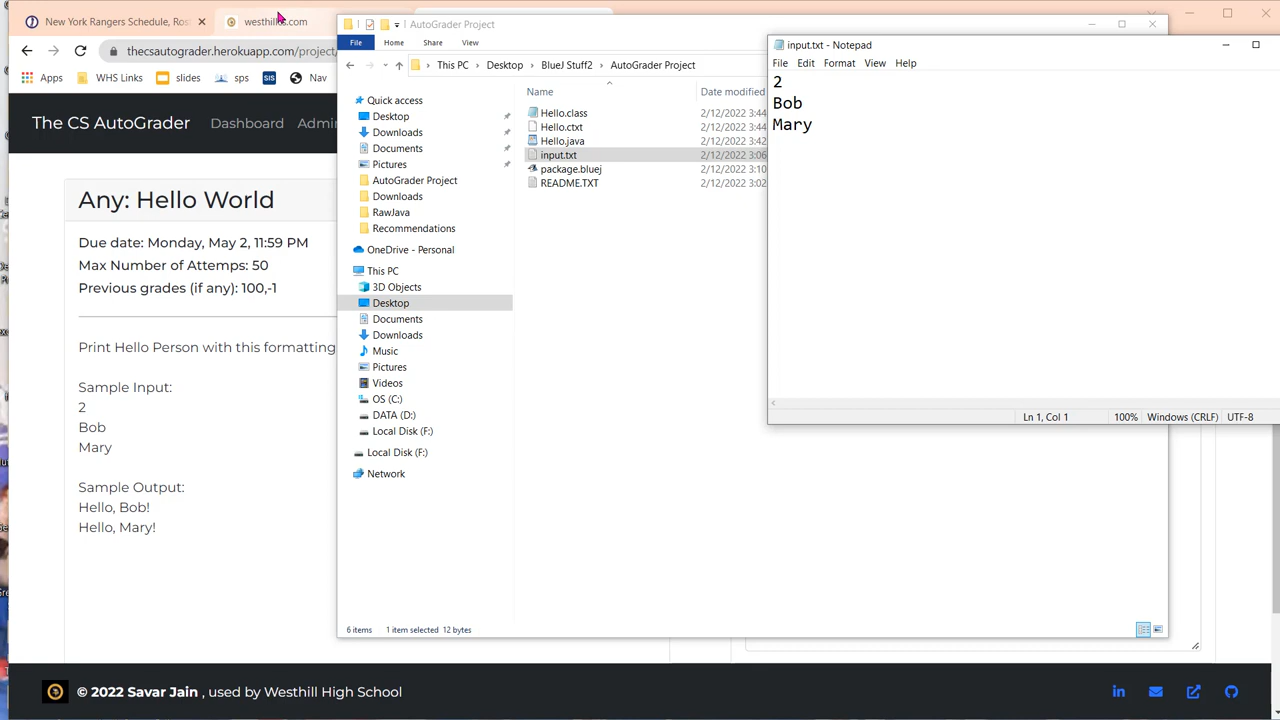 New York Rangers Schedule, Ros
westhillcs.com
AutoGrader Project
thecsautograder.herokuapp.com/project
File Home Share View
This PC Desktop BlueJ Stuff2 AutoGrader Project
Apps WHS Links slides sps SIS Nav
The CS AutoGrader Dashboard Admin
Any: Hello World
Due date: Monday, May 2, 11:59 PM
Max Number of Attemps: 50
Previous grades (if any): 100,-1
Print Hello Person with this formatting
Sample Input:
2
Bob
Mary
Sample Output:
Hello, Bob!
Hello, Mary!
Quick access
Desktop
Downloads
Documents
Pictures
AutoGrader Project
Downloads
RawJava
Recommendations
OneDrive - Personal
This PC
3D Objects
Desktop
Documents
Downloads
Music
Pictures
Videos
OS (C:)
DATA (D:)
Local Disk (F:)
Local Disk (F:)
Network
Name Date modified
Hello.class 2/12/2022 3:44
Hello.ctxt 2/12/2022 3:44
Hello.java 2/12/2022 3:42
input.txt 2/12/2022 3:06
package.bluej 2/12/2022 3:10
README.TXT 2/12/2022 3:02
6 items 1 item selected 12 bytes
input.txt - Notepad
File Edit Format View Help
2
Bob
Mary
Ln 1, Col 1 100% Windows (CRLF) UTF-8
© 2022 Savar Jain , used by Westhill High School